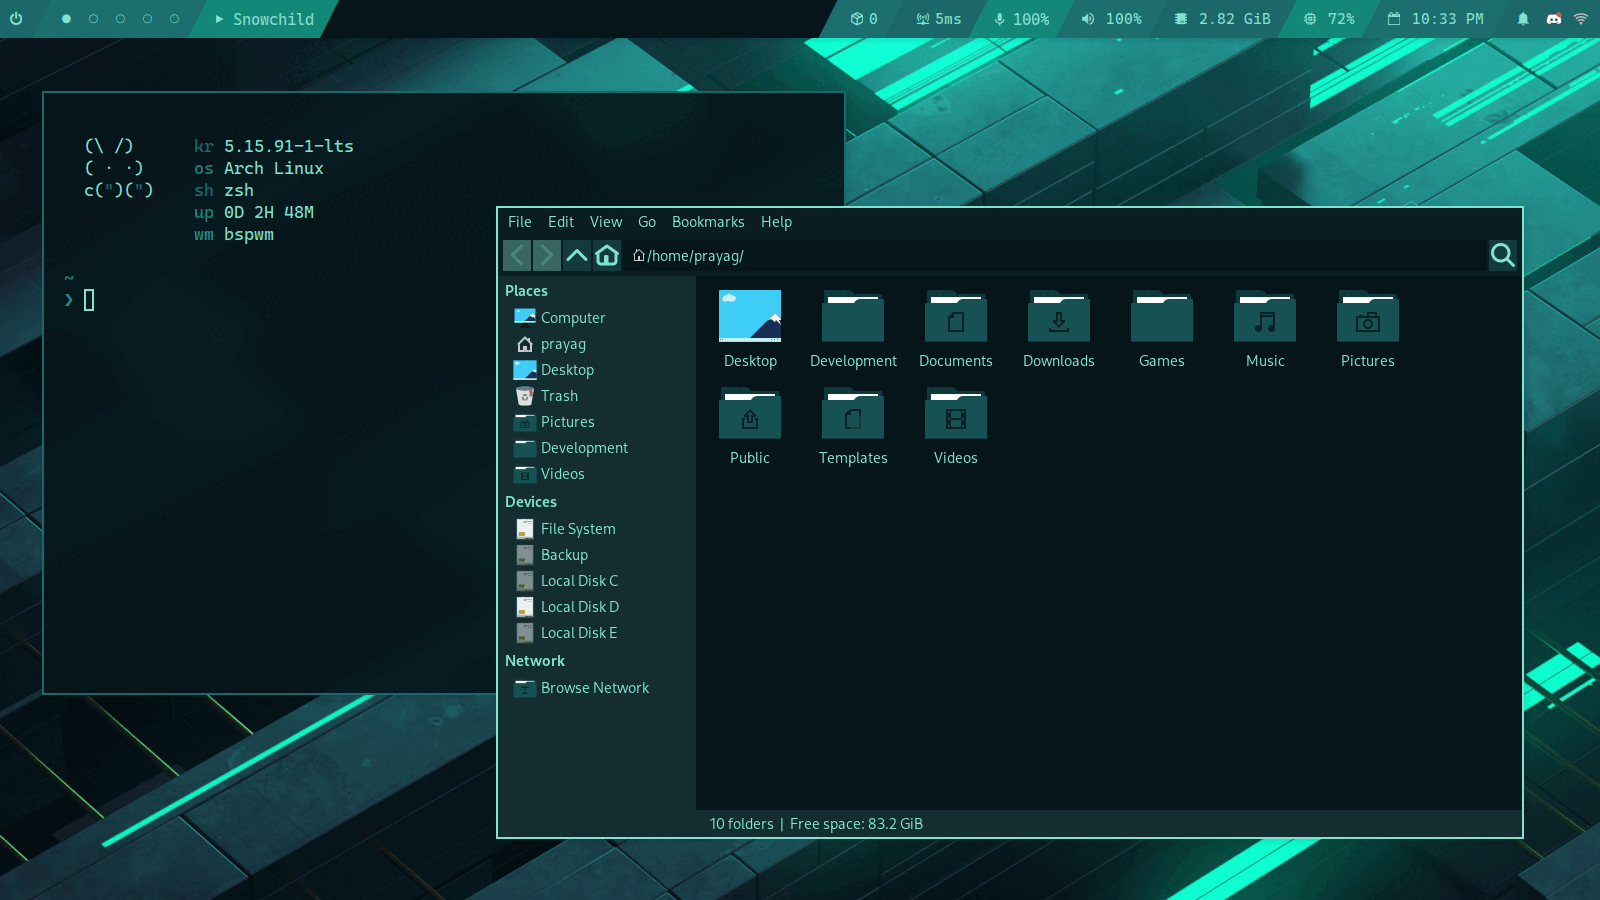 Snowchild
0
5ms
100%
100%
2.82 GiB
72%
10:33 PM
(\ /)
( · ·)
c(")(")
kr 5.15.91-1-lts
os Arch Linux
sh zsh
up 0D 2H 48M
wm bspwm
~
❯
File Edit View Go Bookmarks Help
/home/prayag/
Places
Computer
prayag
Desktop
Trash
Pictures
Development
Videos
Devices
File System
Backup
Local Disk C
Local Disk D
Local Disk E
Network
Browse Network
Desktop Development Documents Downloads Games Music Pictures
Public Templates Videos
10 folders | Free space: 83.2 GiB